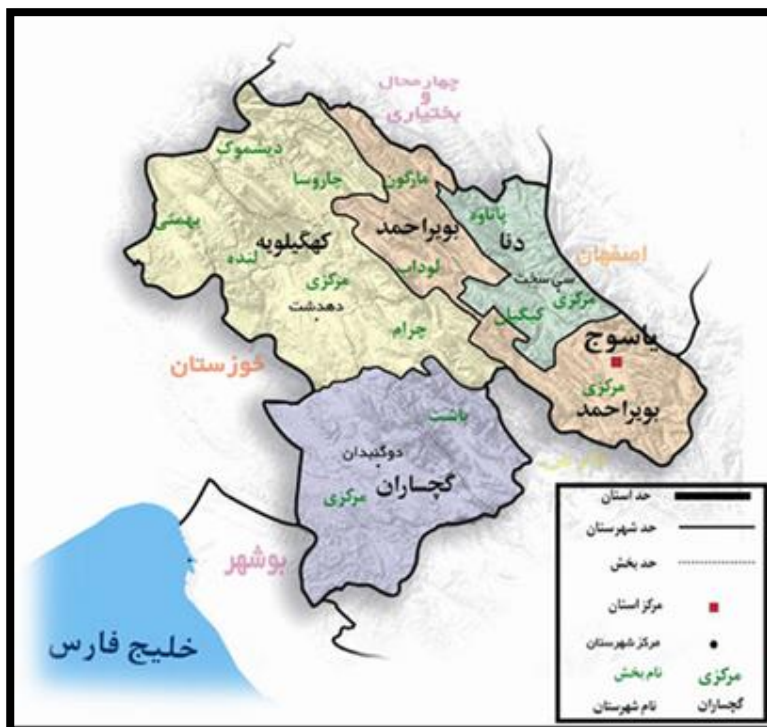 چهارمحال
و
بختیاری
دیشموک
چاروسا
مارگون
پاتاوه
بهمئی
بویراحمد
دنا
اصفهان
کهگیلویه
لنده
لوداب
سی سخت
مرکزی
مرکزی
دهدشت
کبگیان
چرام
یاسوج
خوزستان
مرکزی
بویراحمد
باشت
دوگنبدان
گچساران
مرکزی
بوشهر
خلیج فارس
حد استان
حد شهرستان
حد بخش
مرکز استان
مرکز شهرستان
نام بخش مرکزی
نام شهرستان گچساران